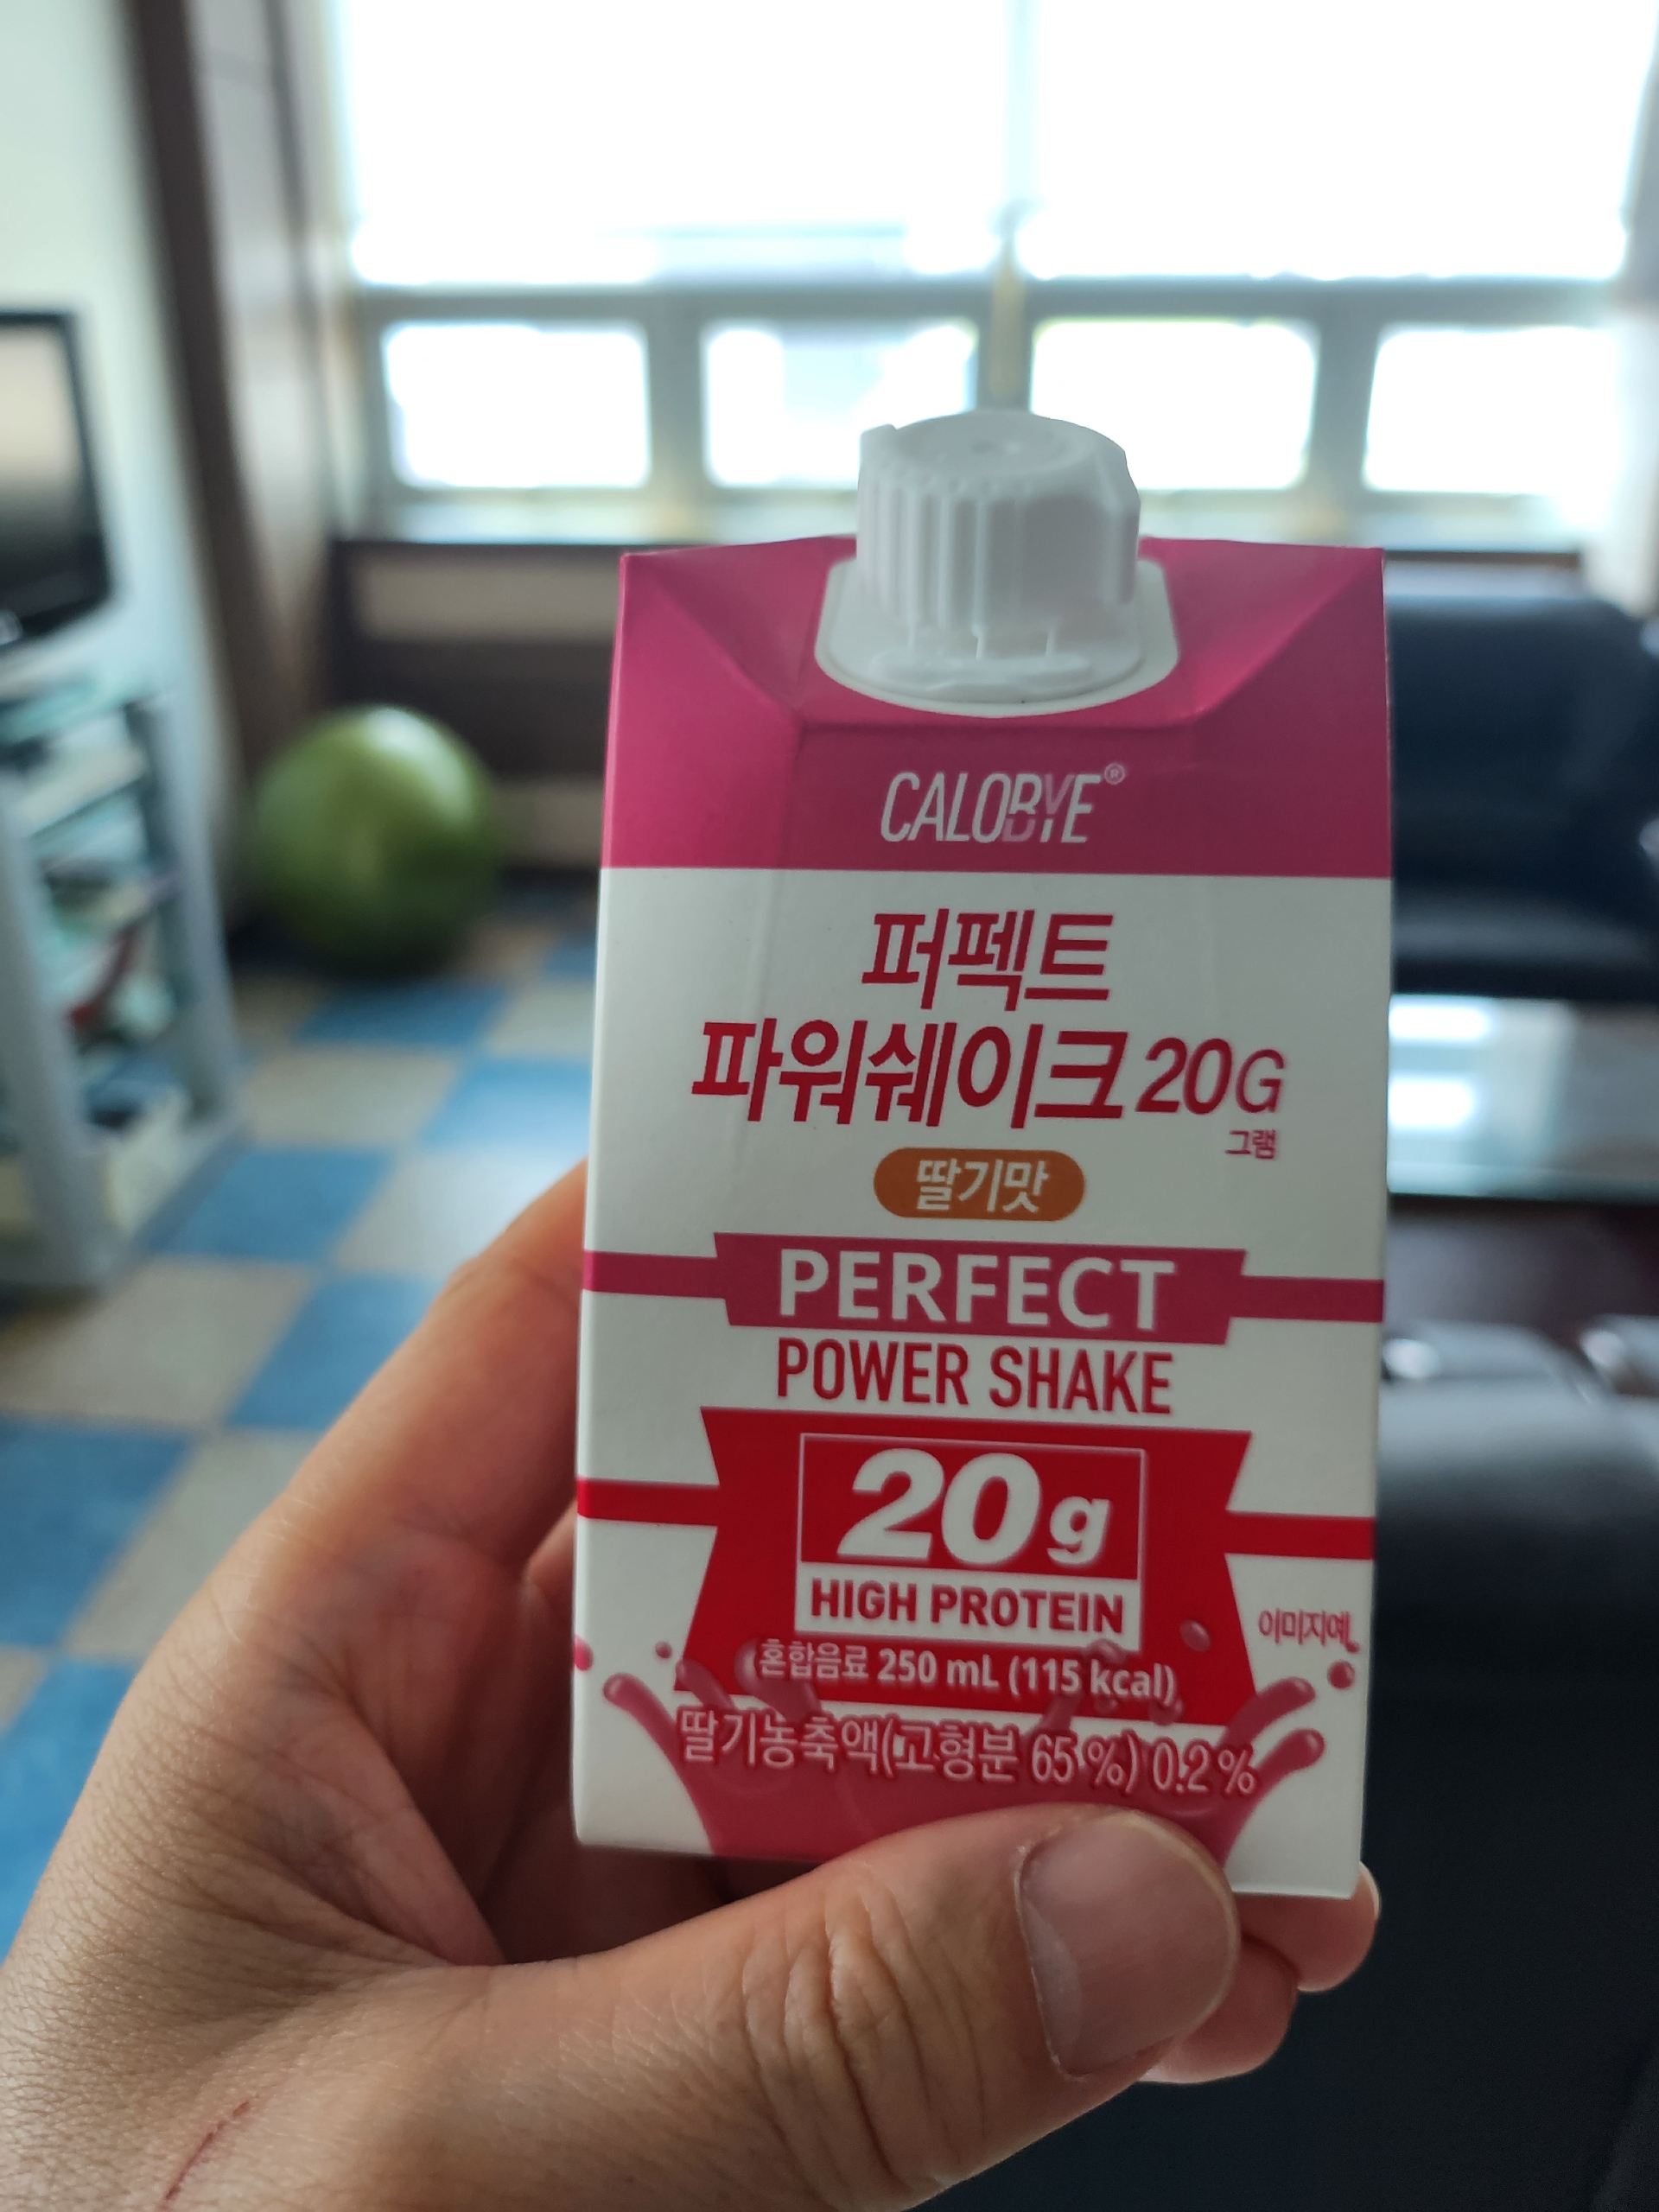 CALOBYE®
퍼펙트
파워쉐이크 20G
그램
딸기맛
PERFECT
POWER SHAKE
20g
HIGH PROTEIN
이미지예
혼합음료 250 mL (115 kcal)
딸기농축액(고형분 65 %) 0.2 %